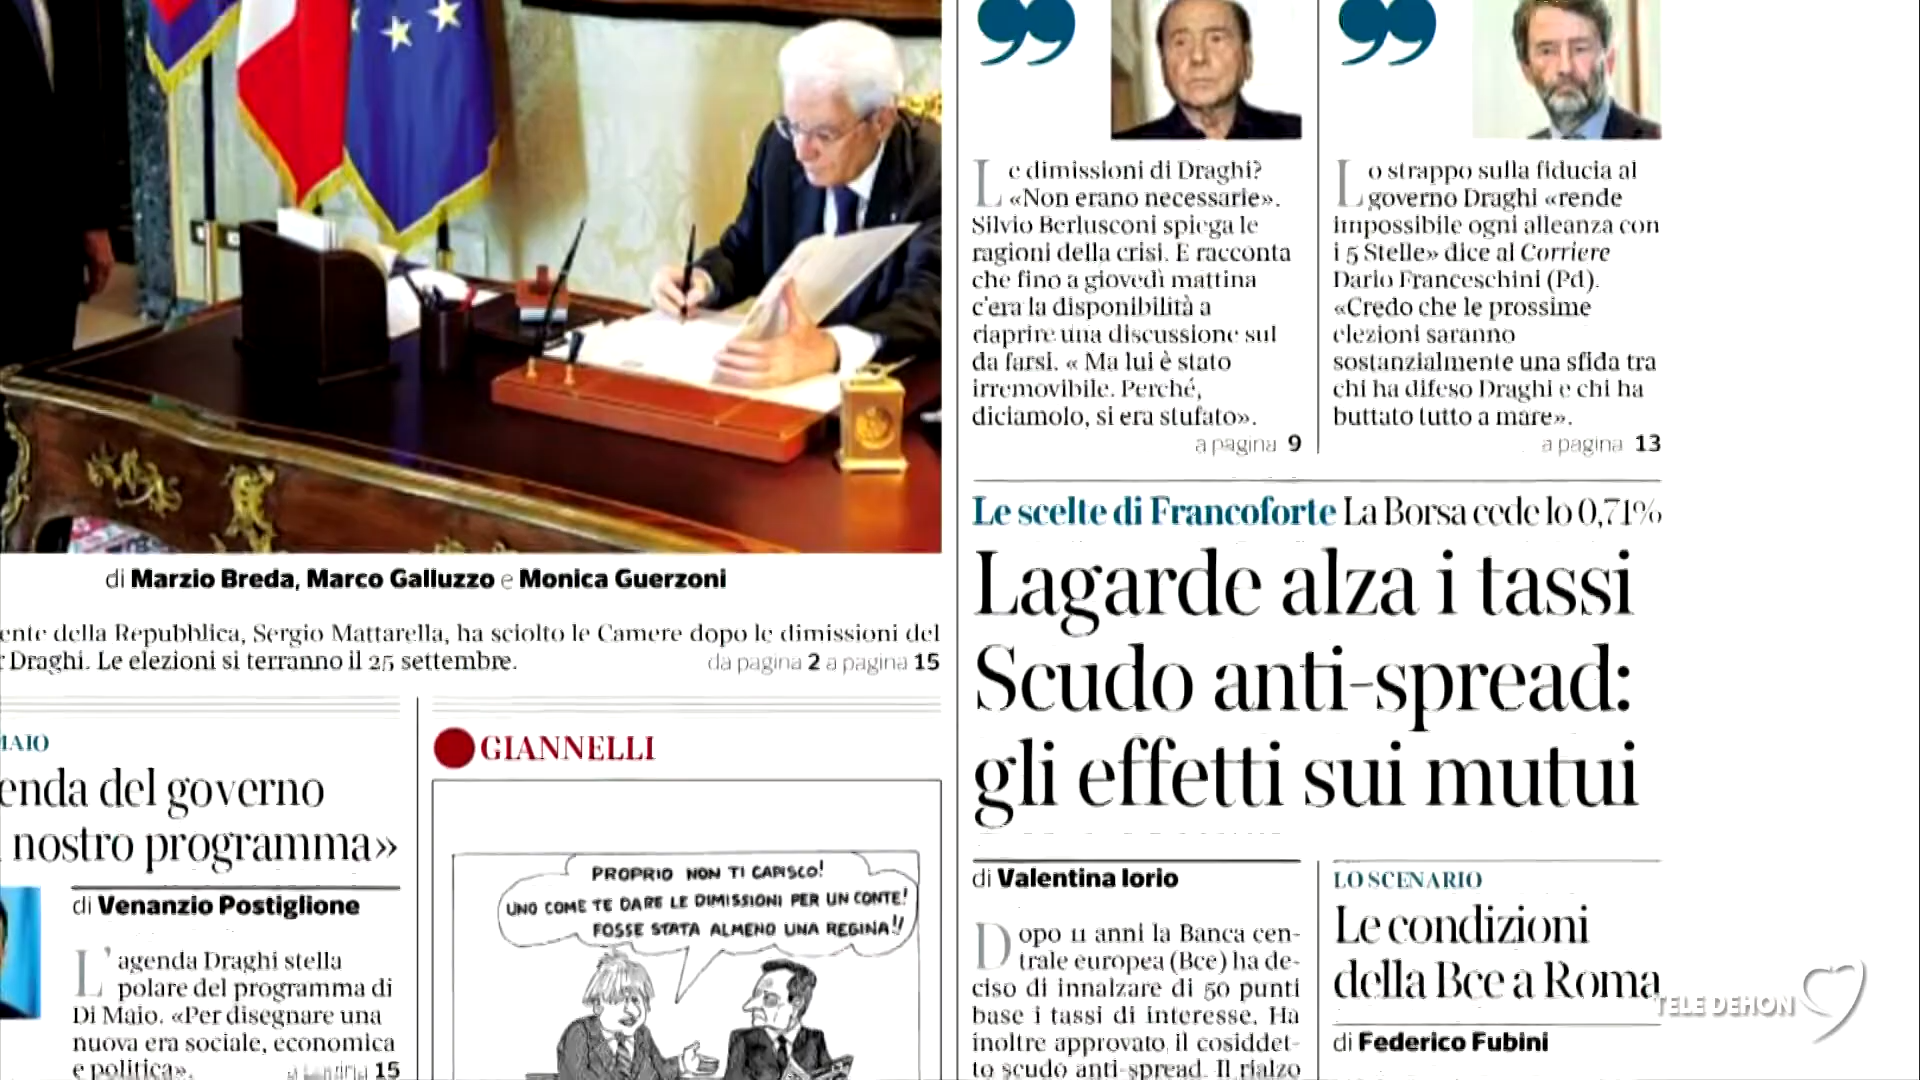 di Marzio Breda, Marco Galluzzo e Monica Guerzoni
ente della Repubblica, Sergio Mattarella, ha sciolto le Camere dopo le dimissioni del
r Draghi. Le elezioni si terranno il 25 settembre.
da pagina 2 a pagina 15
MAIO
enda del governo
nostro programma»
di Venanzio Postiglione
L'agenda Draghi stella
polare del programma di
Di Maio. «Per disegnare una
nuova era sociale, economica
e politica».
a pagina 15
GIANNELLI
PROPRIO NON TI CAPISCO!
UNO COME TE DARE LE DIMISSIONI PER UN CONTE!
FOSSE STATA ALMENO UNA REGINA!!
Le dimissioni di Draghi?
«Non erano necessarie».
Silvio Berlusconi spiega le
ragioni della crisi. E racconta
che fino a giovedì mattina
c'era la disponibilità a
riaprire una discussione sul
da farsi. « Ma lui è stato
irremovibile. Perché,
diciamolo, si era stufato».
a pagina 9
Lo strappo sulla fiducia al
governo Draghi «rende
impossibile ogni alleanza con
i 5 Stelle» dice al Corriere
Dario Franceschini (Pd).
«Credo che le prossime
elezioni saranno
sostanzialmente una sfida tra
chi ha difeso Draghi e chi ha
buttato tutto a mare».
a pagina 13
Le scelte di Francoforte La Borsa cede lo 0,71%
Lagarde alza i tassi
Scudo anti-spread:
gli effetti sui mutui
di Valentina Iorio
Dopo 11 anni la Banca cen-
trale europea (Bce) ha de-
ciso di innalzare di 50 punti
base i tassi di interesse. Ha
inoltre approvato il cosiddet-
to scudo anti-spread. Il rialzo
LO SCENARIO
Le condizioni
della Bce a Roma
di Federico Fubini
TELE DEHON